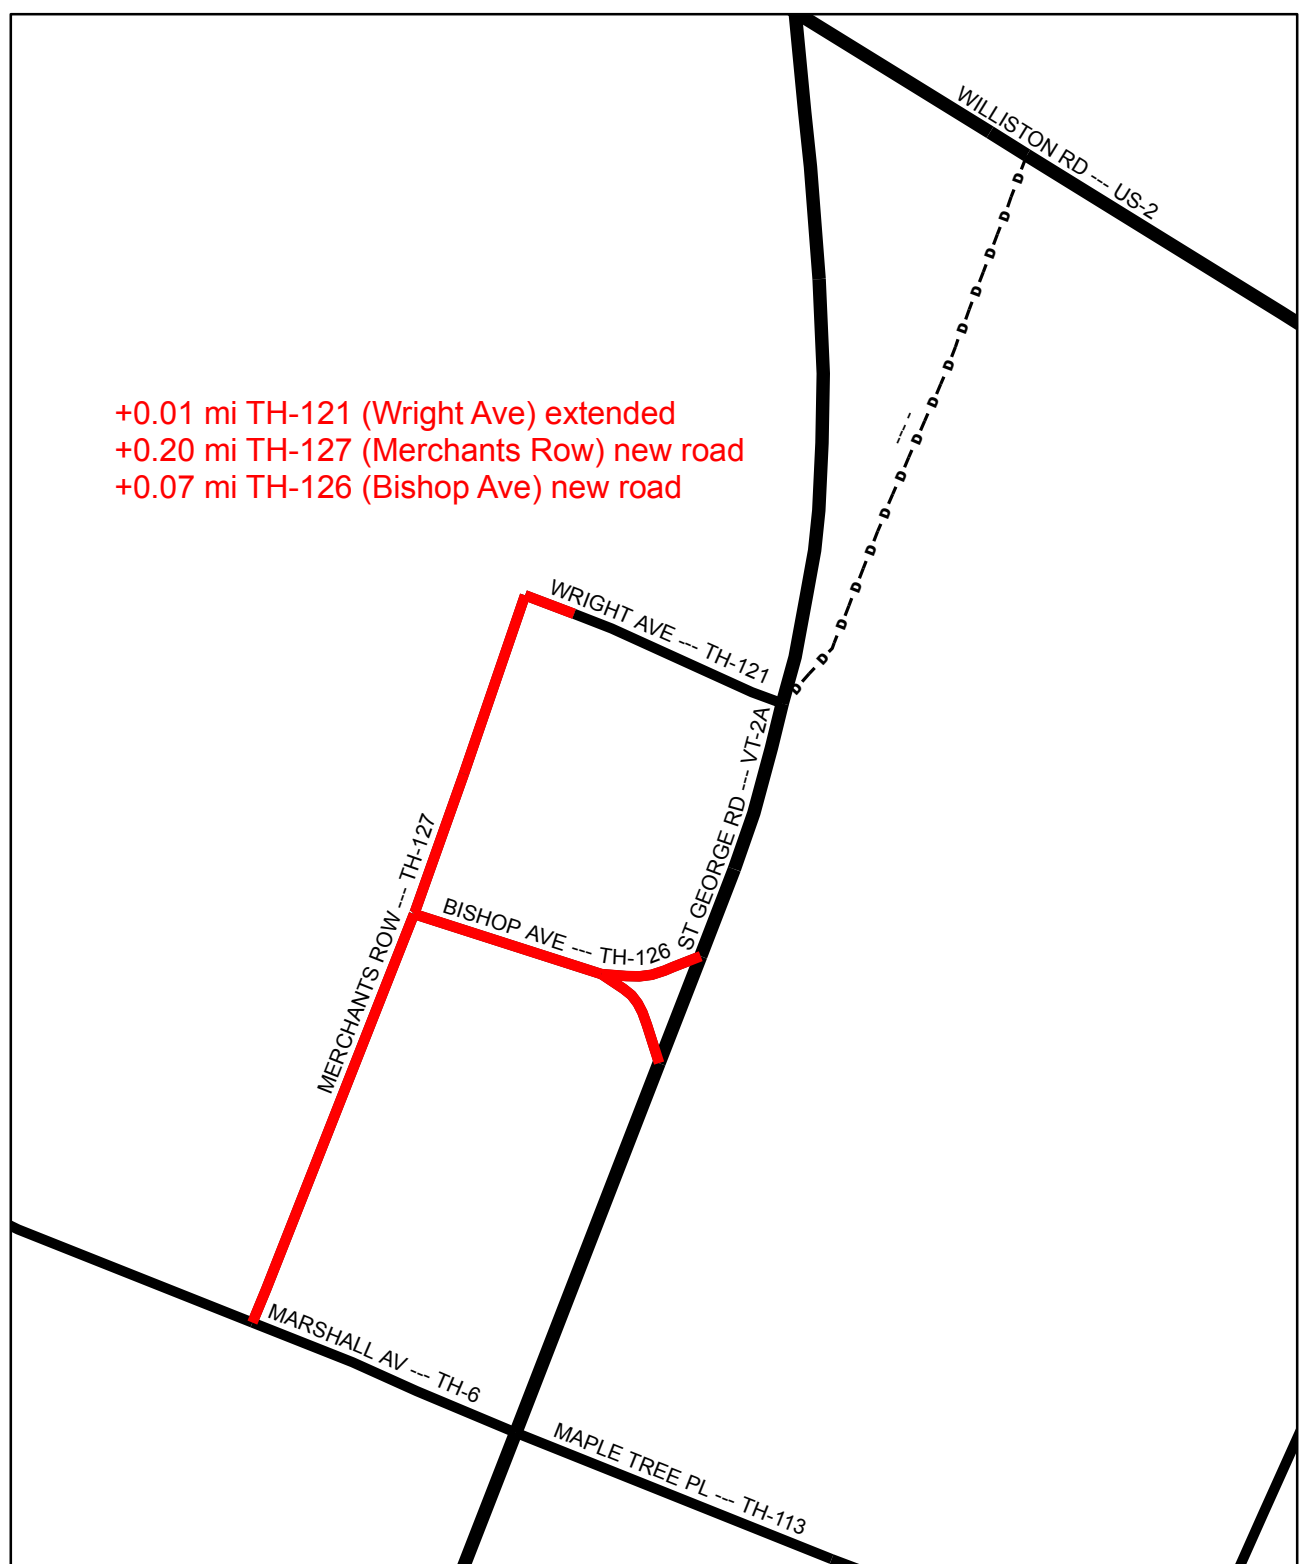 WILLISTON RD --- US-2
+0.01 mi TH-121 (Wright Ave) extended
+0.20 mi TH-127 (Merchants Row) new road
+0.07 mi TH-126 (Bishop Ave) new road
--- -
D D D D D D D D D D D D D D D
WRIGHT AVE --- TH-121
ST GEORGE RD --- VT-2A
MERCHANTS ROW --- TH-127
BISHOP AVE --- TH-126
MARSHALL AV --- TH-6
MAPLE TREE PL --- TH-113